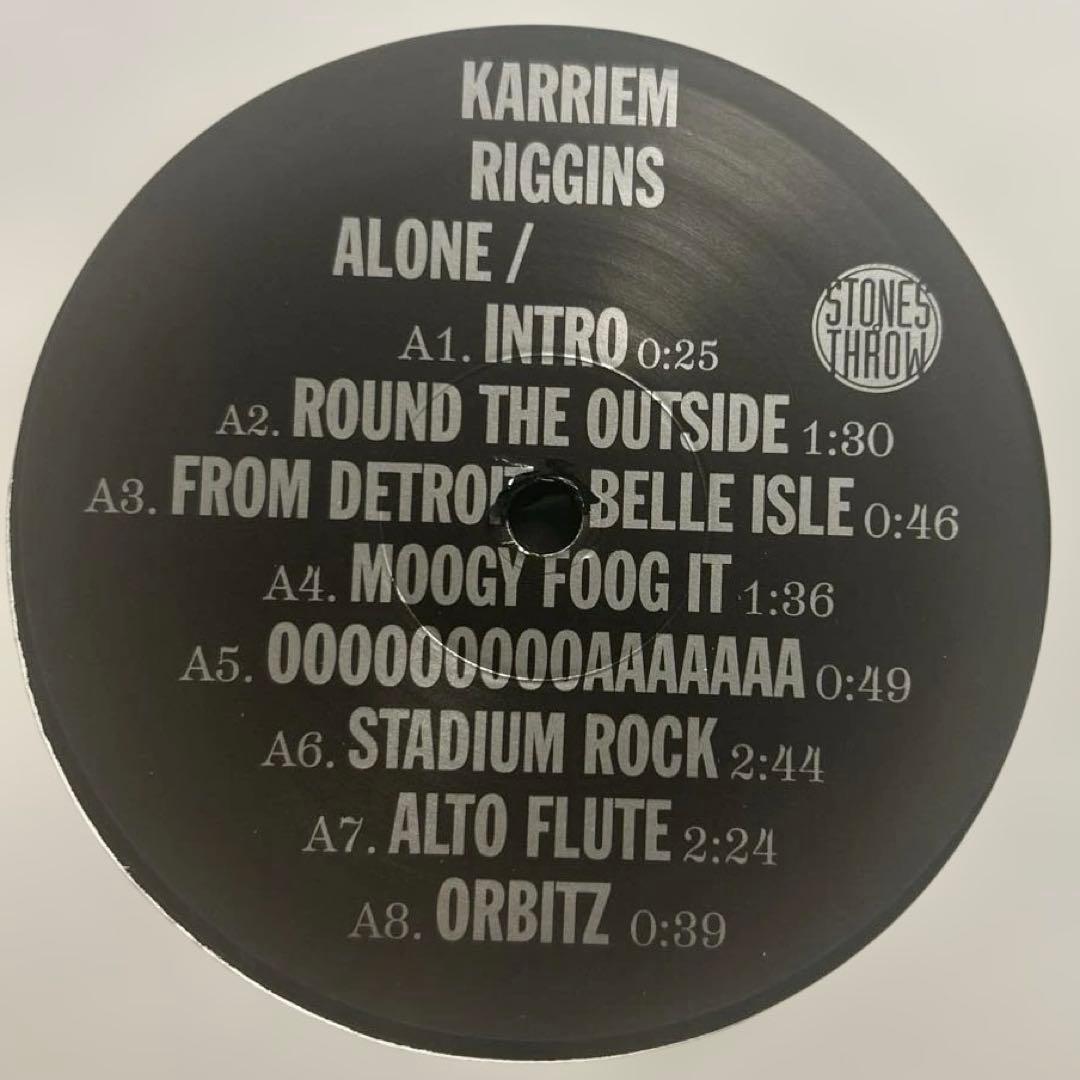 KARRIEM
RIGGINS
ALONE /
STONES
THROW
A1. INTRO 0:25
A2. ROUND THE OUTSIDE 1:30
A3. FROM DETROIT BELLE ISLE 0:46
A4. MOOGY FOOG IT 1:36
A5. OOOOOOOOOAAAAAAA 0:49
A6. STADIUM ROCK 2:44
A7. ALTO FLUTE 2:24
A8. ORBITZ 0:39